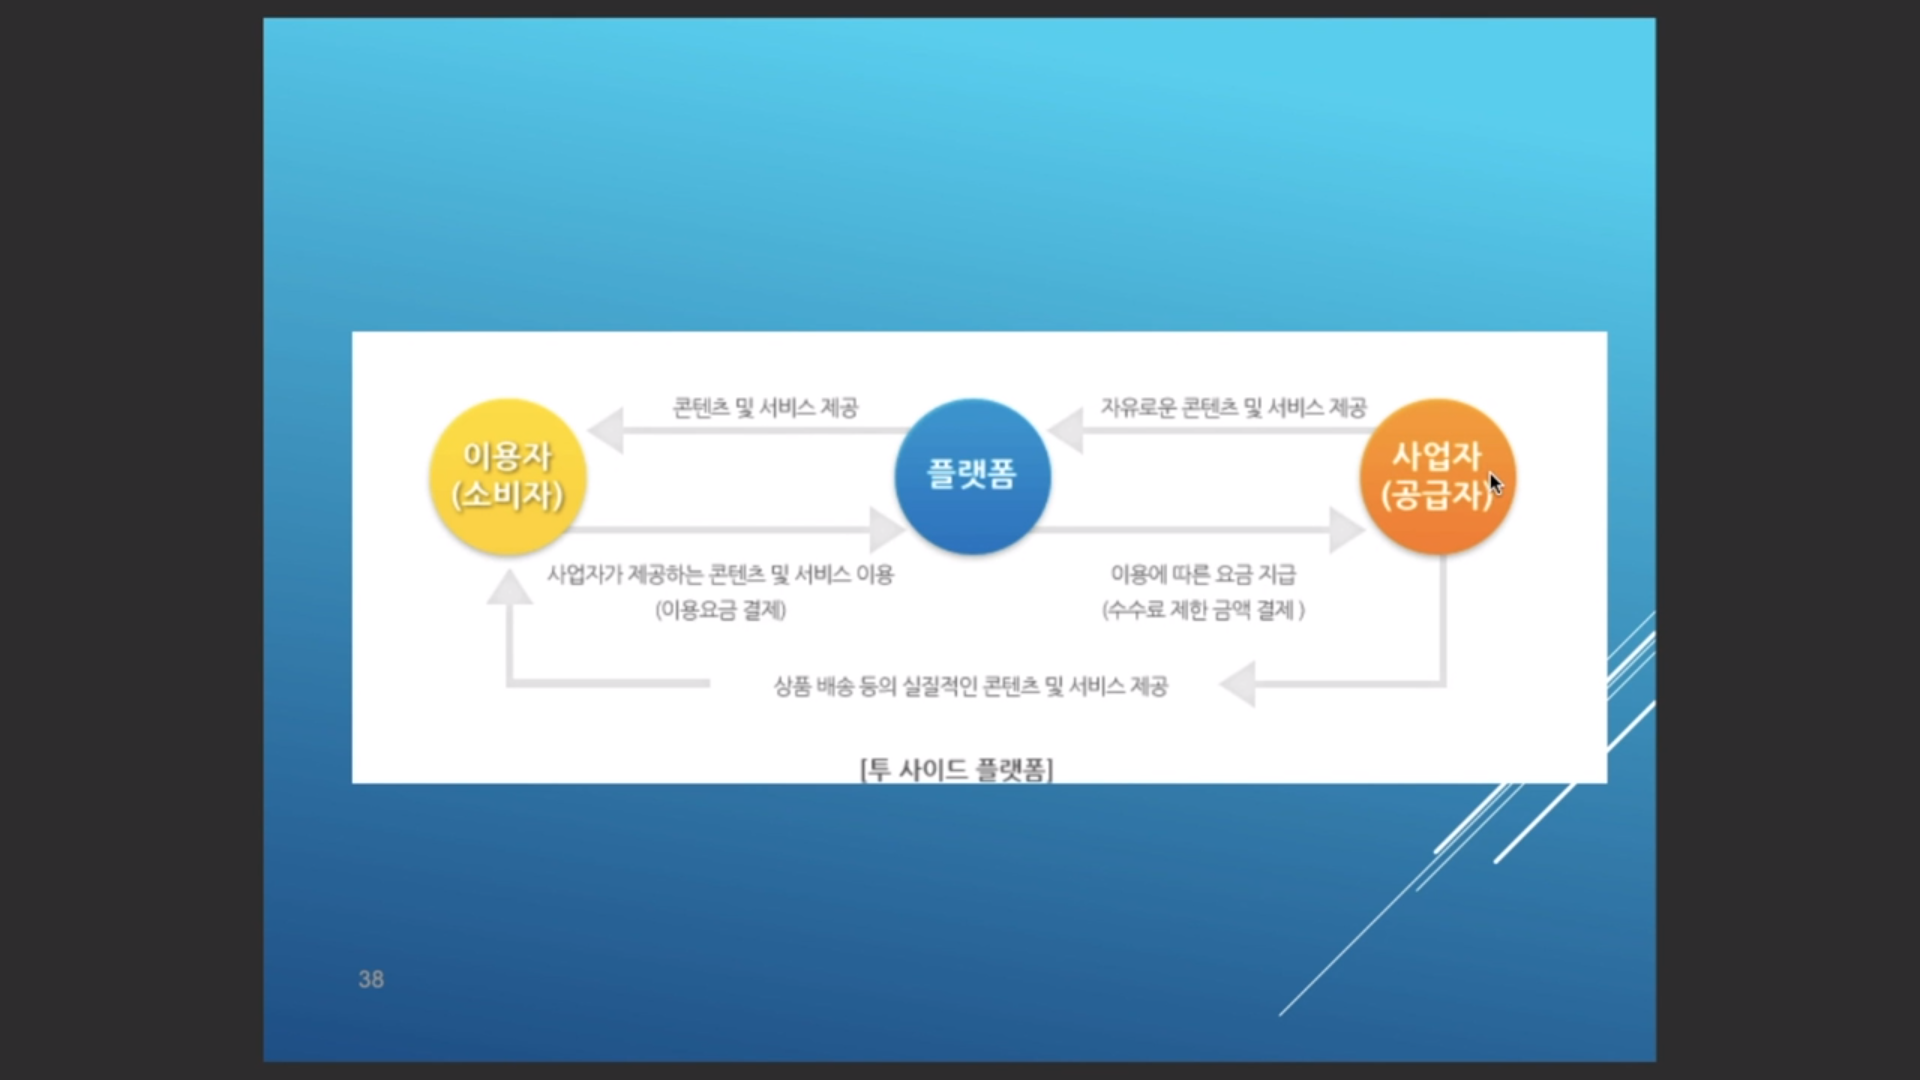 콘텐츠 및 서비스 제공
자유로운 콘텐츠 및 서비스 제공
이용자
(소비자)
플랫폼
사업자
(공급자)
사업자가 제공하는 콘텐츠 및 서비스 이용
(이용요금 결제)
이용에 따른 요금 지급
(수수료 제한 금액 결제 )
상품 배송 등의 실질적인 콘텐츠 및 서비스 제공
[투 사이드 플랫폼]
38